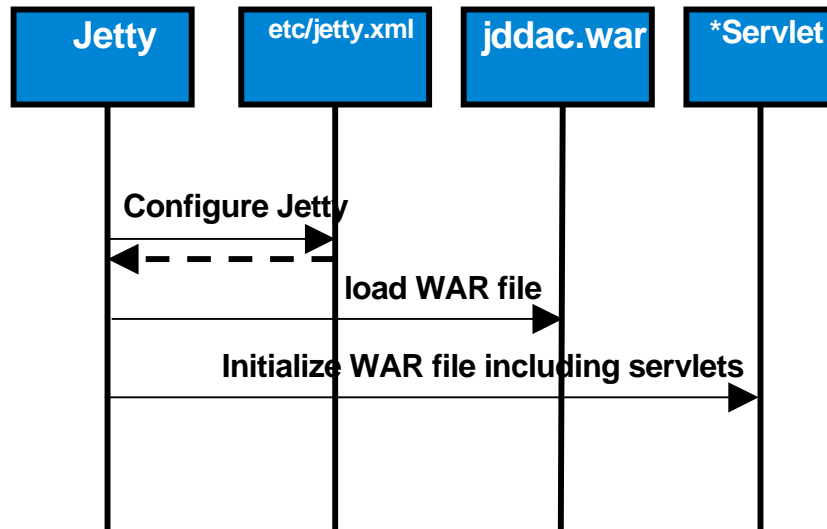 Jetty
etc/jetty.xml
jddac.war
*Servlet
Configure Jetty
load WAR file
Initialize WAR file including servlets